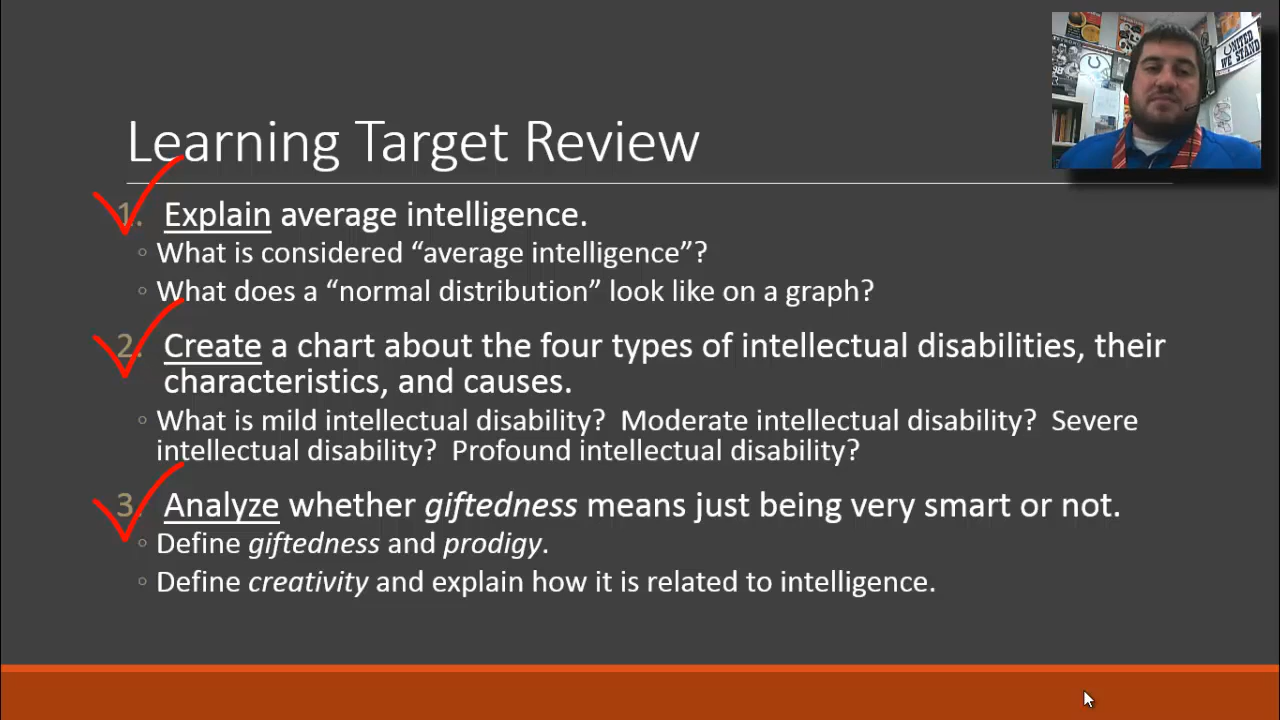 Learning Target Review
1. Explain average intelligence.
◦ What is considered “average intelligence”?
◦ What does a “normal distribution” look like on a graph?
2. Create a chart about the four types of intellectual disabilities, their
characteristics, and causes.
◦ What is mild intellectual disability? Moderate intellectual disability? Severe
intellectual disability? Profound intellectual disability?
3. Analyze whether giftedness means just being very smart or not.
◦ Define giftedness and prodigy.
◦ Define creativity and explain how it is related to intelligence.
UNITED
WE STAND